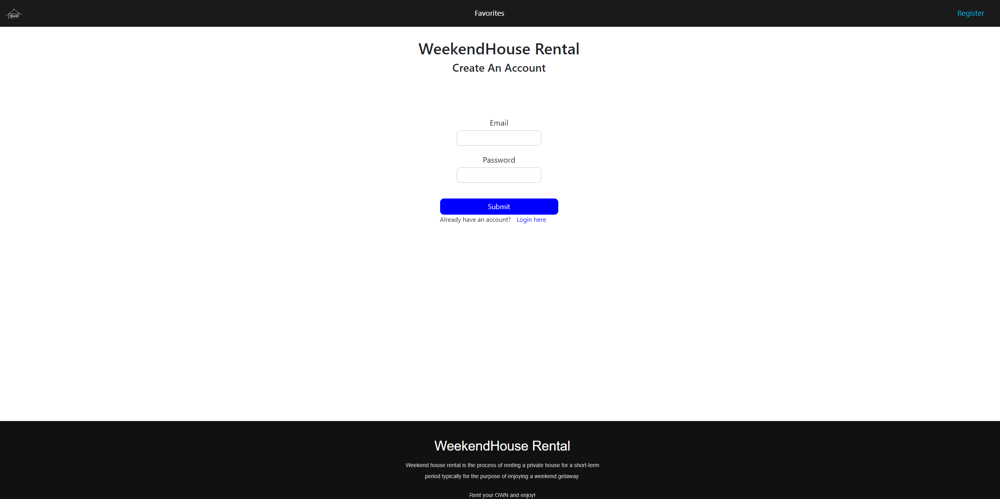 Ristić
Favorites
Register
WeekendHouse Rental
Create An Account
Email
Password
Submit
Already have an account? Login here
WeekendHouse Rental
Weekend house rental is the process of renting a private house for a short-term
period typically for the purpose of enjoying a weekend getaway.
Rent your OWN and enjoy!